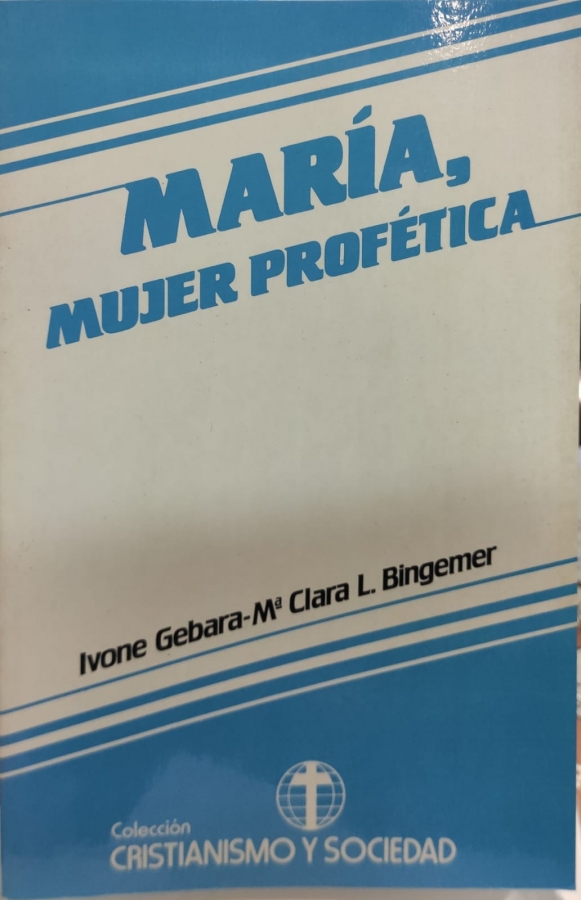 MARÍA,
MUJER PROFÉTICA
Ivone Gebara-Mª Clara L. Bingemer
Colección
CRISTIANISMO Y SOCIEDAD